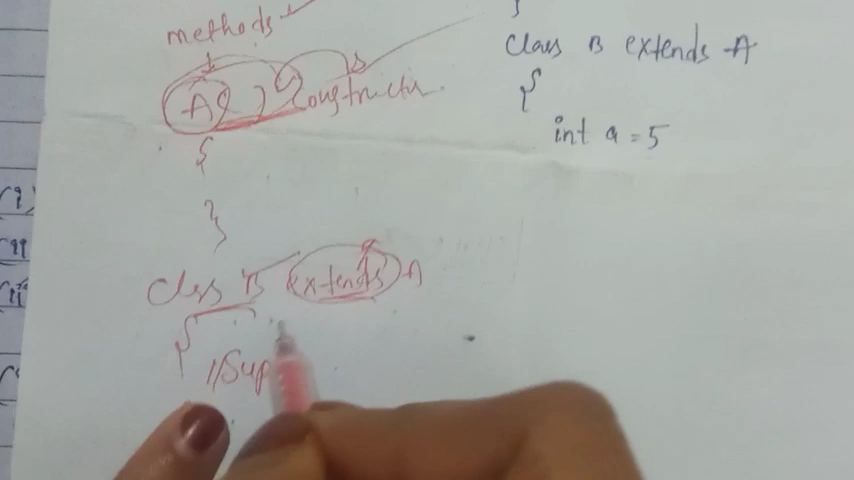 methods
A( ) Constructor.
{
}
class B extends A
{
//Sup
}
class B extends A
{
int a = 5